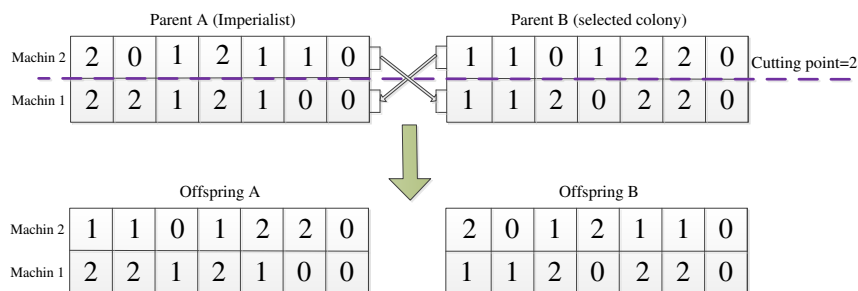 Parent A (Imperialist) Parent B (selected colony)
Machin 2 2 0 1 2 1 1 0 1 1 0 1 2 2 0
Cutting point=2
Machin 1 2 2 1 2 1 0 0 1 1 2 0 2 2 0
Offspring A Offspring B
Machin 2 1 1 0 1 2 2 0 2 0 1 2 1 1 0
Machin 1 2 2 1 2 1 0 0 1 1 2 0 2 2 0